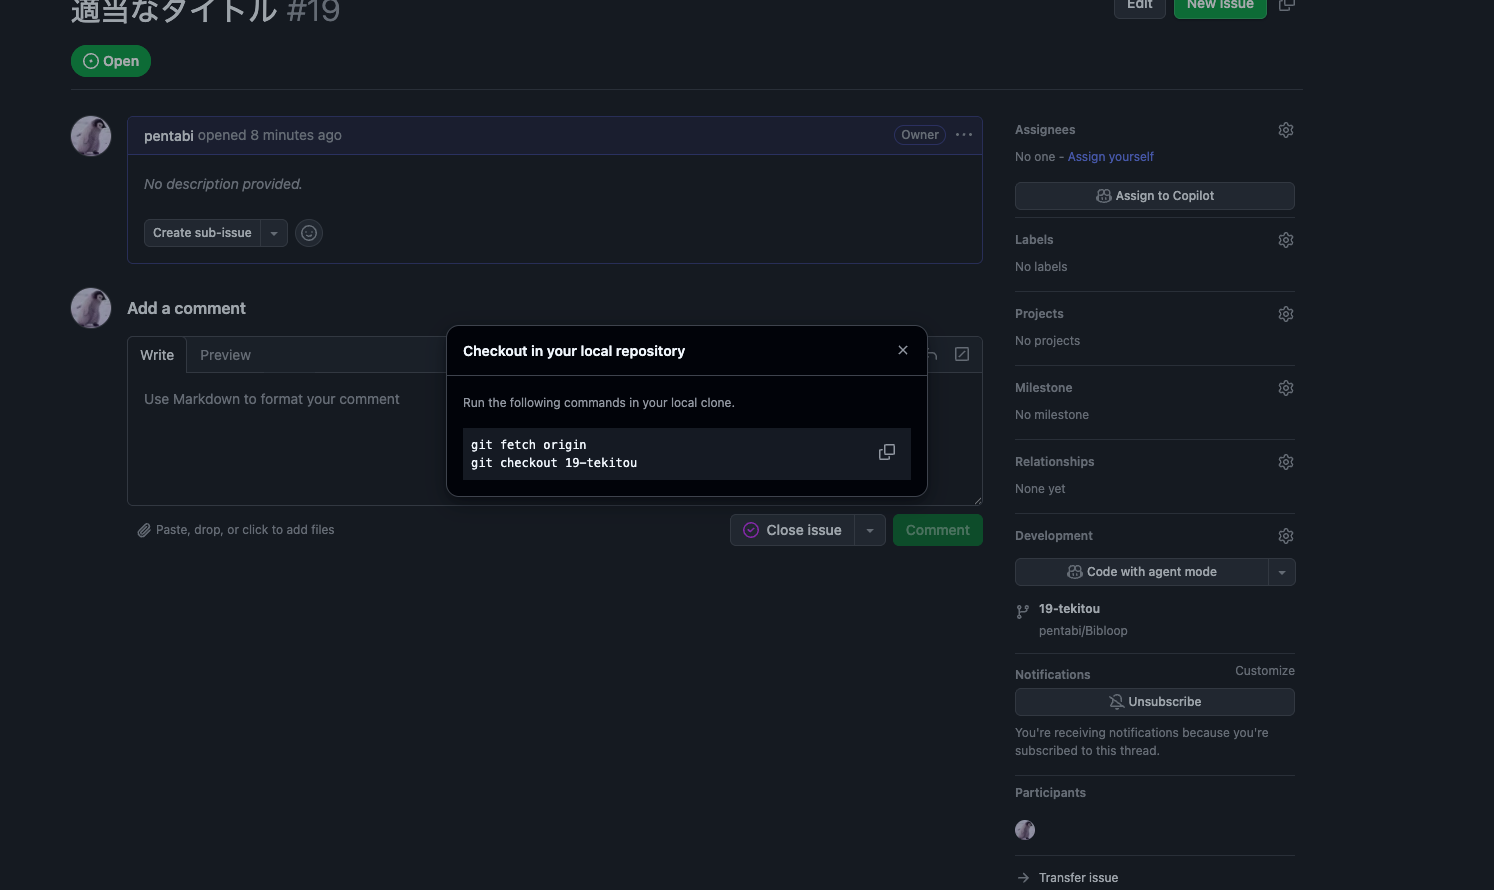 適当なタイトル #19
Edit
New issue
Open
pentabi opened 8 minutes ago
Owner
No description provided.
Create sub-issue
Add a comment
Write
Preview
Use Markdown to format your comment
Paste, drop, or click to add files
Close issue
Comment
Checkout in your local repository
Run the following commands in your local clone.
git fetch origin
git checkout 19-tekitou
Assignees
No one - Assign yourself
Assign to Copilot
Labels
No labels
Projects
No projects
Milestone
No milestone
Relationships
None yet
Development
Code with agent mode
19-tekitou
pentabi/Bibloop
Notifications
Customize
Unsubscribe
You're receiving notifications because you're
subscribed to this thread.
Participants
Transfer issue